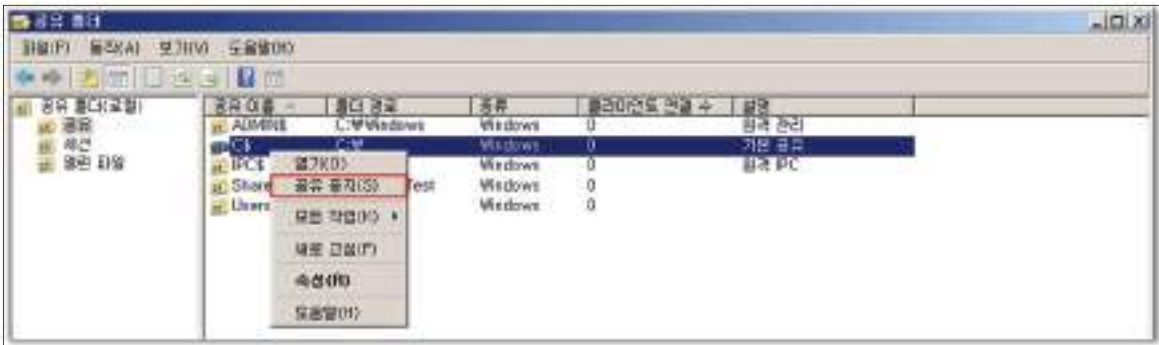 공유 폴더
파일(F) 동작(A) 보기(V) 도움말(H)
공유 폴더(로컬)
공유
세션
열린 파일
공유 이름 폴더 경로 종류 클라이언트 연결 수 설명
ADMIN$ C:\Windows Windows 0 원격 관리
C$ C:\ Windows 0 기본 공유
IPC$ Windows 0 원격 IPC
Share Test Windows 0
Users Windows 0
열기(O)
공유 중지(S)
모든 작업(K)
새로 고침(F)
속성(R)
도움말(H)